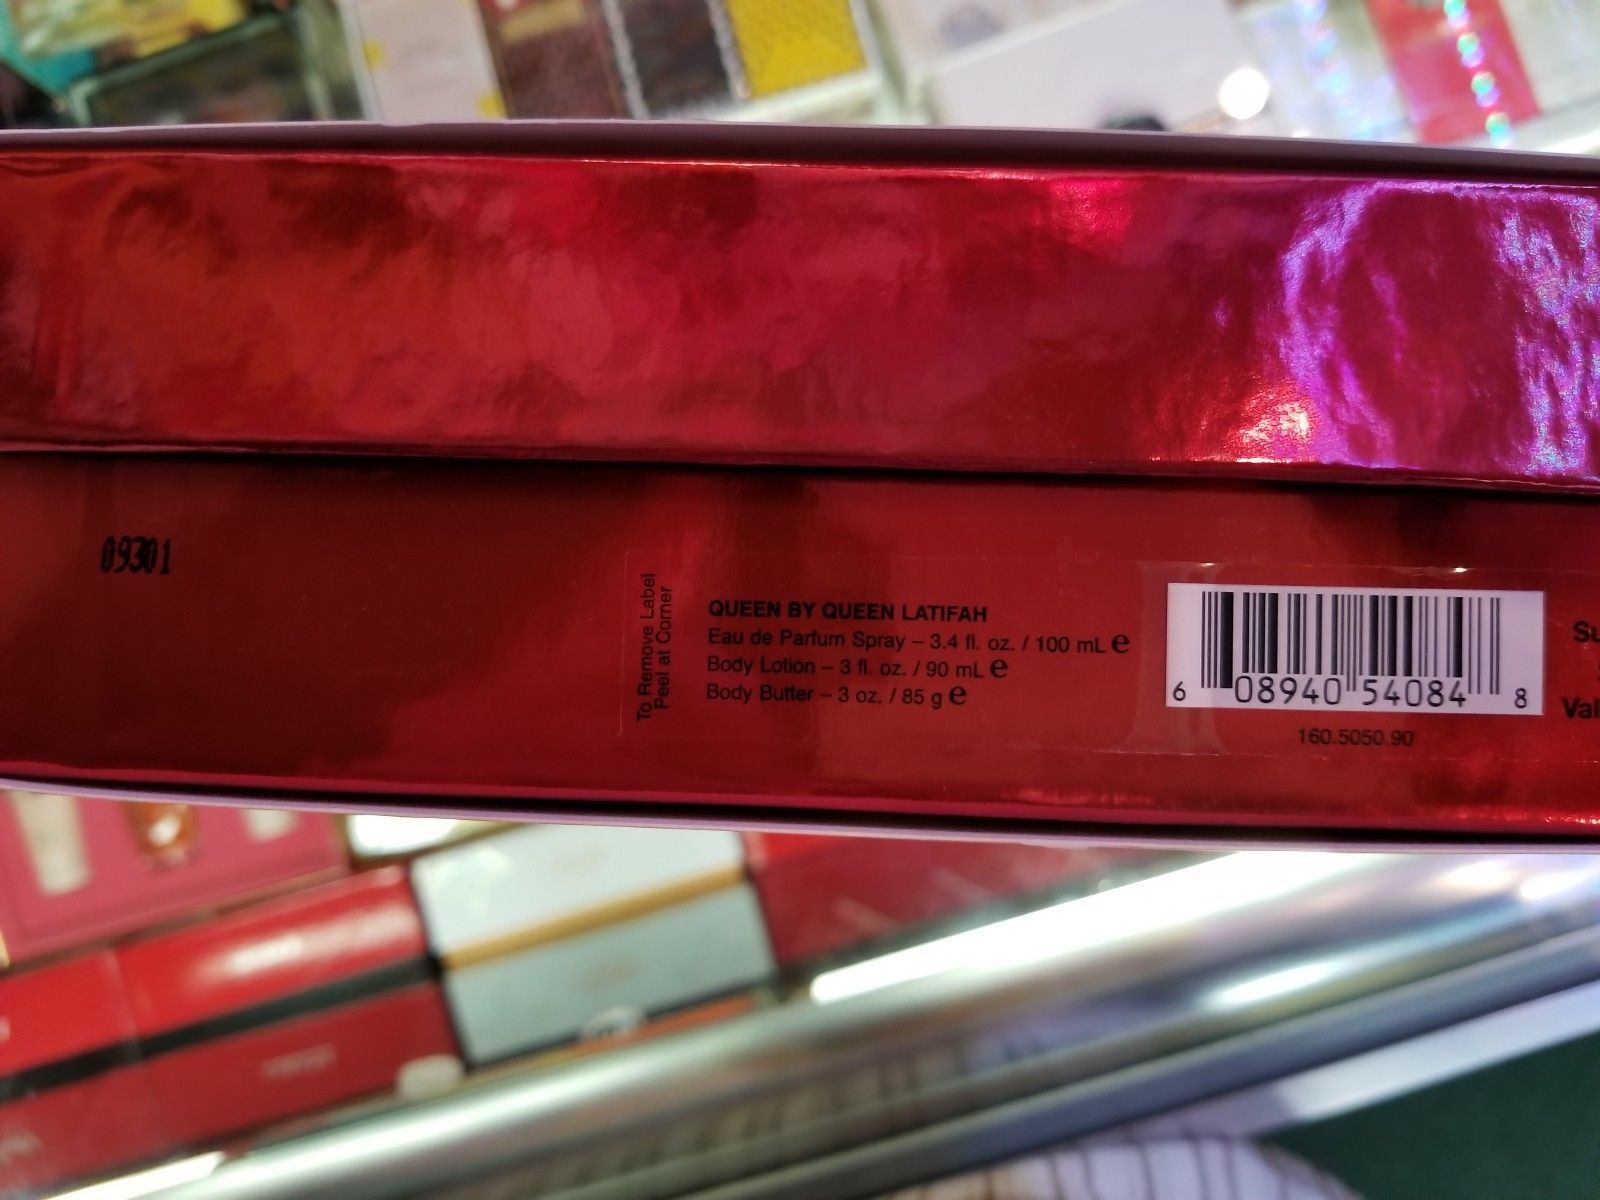 09301
To Remove Label
Peel at Corner
QUEEN BY QUEEN LATIFAH
Eau de Parfum Spray – 3.4 fl. oz. / 100 mL ℮
Body Lotion – 3 fl. oz. / 90 mL ℮
Body Butter – 3 oz. / 85 g ℮
6 08940 54084 8
160.5050.90
Su
Val